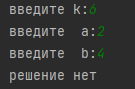 введите k:6
введите  a:2
введите  b:4
решение нет